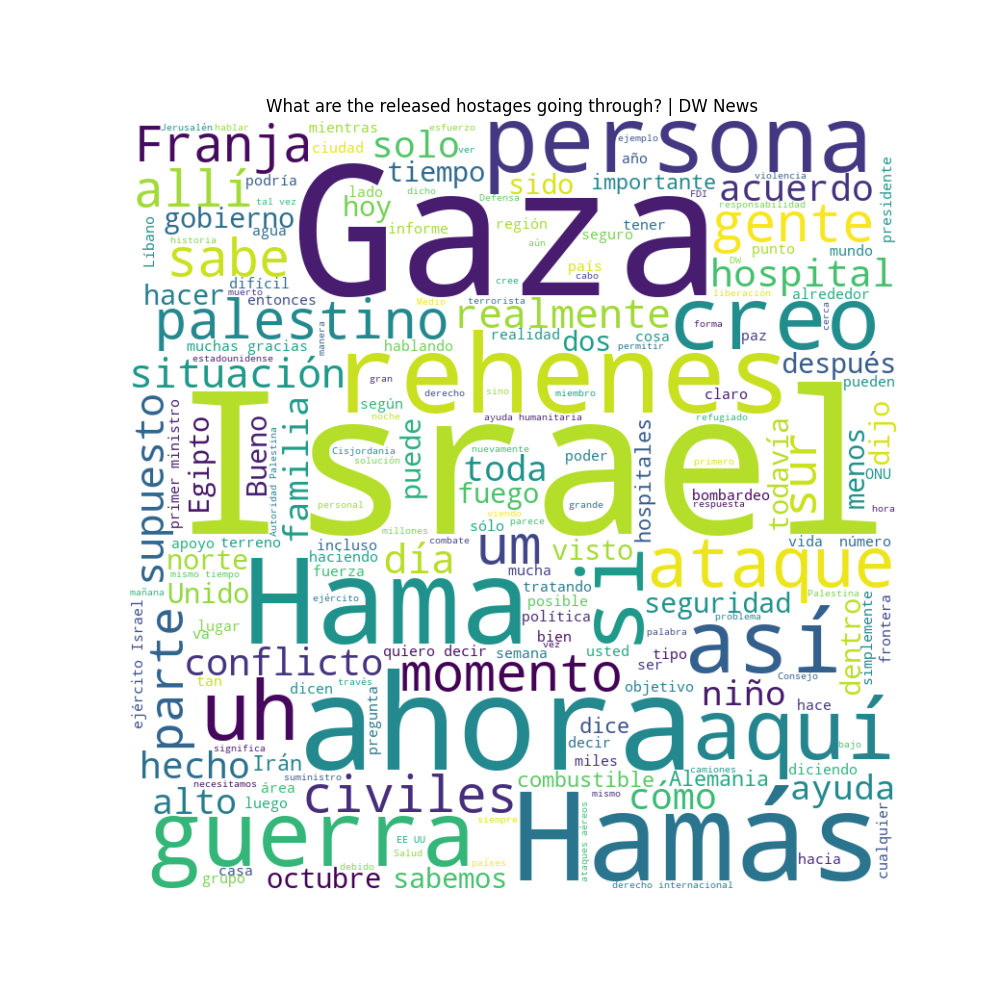 What are the released hostages going through? | DW News
Jerusalén hablar mientras esfuerzo persona ejemplo
Franja ciudad solo ver año violencia
allí podría tiempo sido importante acuerdo presidente
tal vez lado dicho Defensa FDI responsabilidad
gobierno agua hoy informe región seguro tener gente
Líbano historia Gaza aún DW punto mundo
sabe difícil cree país cabo hospital
hacer muerto entonces Medio terrorista liberación alrededor
palestino realmente creo forma cerca
muchas gracias manera hablando realidad dos cosa permitir paz
estadounidense rehenes después
situación gran derecho sino miembro claro pueden
según noche ayuda humanitaria refugiado
supuesto primer ministro Egipto Bueno Autoridad Palestina familia
Cisjordania solución puede nuevamente toda poder primero
hospitales todavía sur menos dijo ONU
Israel personal fuego grande bombardeo respuesta hora
millones viendo sólo parece
apoyo terreno incluso combate um visto vida número
norte haciendo día mucha ataque
mismo tiempo fuerza tratando
mañana Unido ejército Hama posible si seguridad Palestina
ejército Israel lugar va política problema dentro simplemente frontera
parte bien palabra así
conflicto quiero decir semana vez usted ser tipo Consejo
tan dicen través momento objetivo niño hace
uh pregunta ahora dice aquí
significa decir bajo
hecho Irán suministro miles camiones diciendo
necesitamos área combustible Alemania ayuda
alto luego civiles mismo cómo
guerra siempre ataques aéreos Hamás cualquier
EE UU
Salud países hacia
casa debido
grupo octubre sabemos derecho internacional